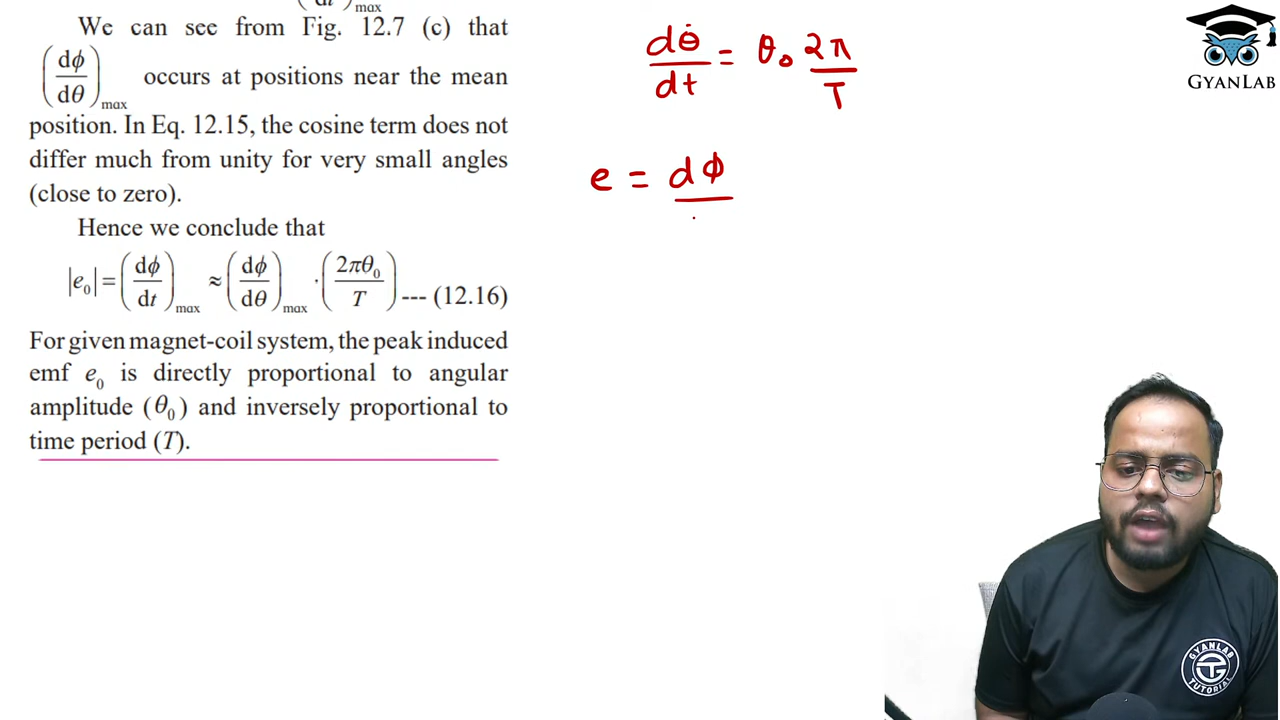 We can see from Fig. 12.7 (c) that
(dϕ/dθ)max occurs at positions near the mean
position. In Eq. 12.15, the cosine term does not
differ much from unity for very small angles
(close to zero).
Hence we conclude that
|e₀| = (dϕ/dt)max ≈ (dϕ/dθ)max · (2πθ₀/T) --- (12.16)
For given magnet-coil system, the peak induced
emf e₀ is directly proportional to angular
amplitude (θ₀) and inversely proportional to
time period (T).
dθ/dt = θ₀ 2π/T
e = dϕ
GYANLAB
GYANLAB
TUTORIAL